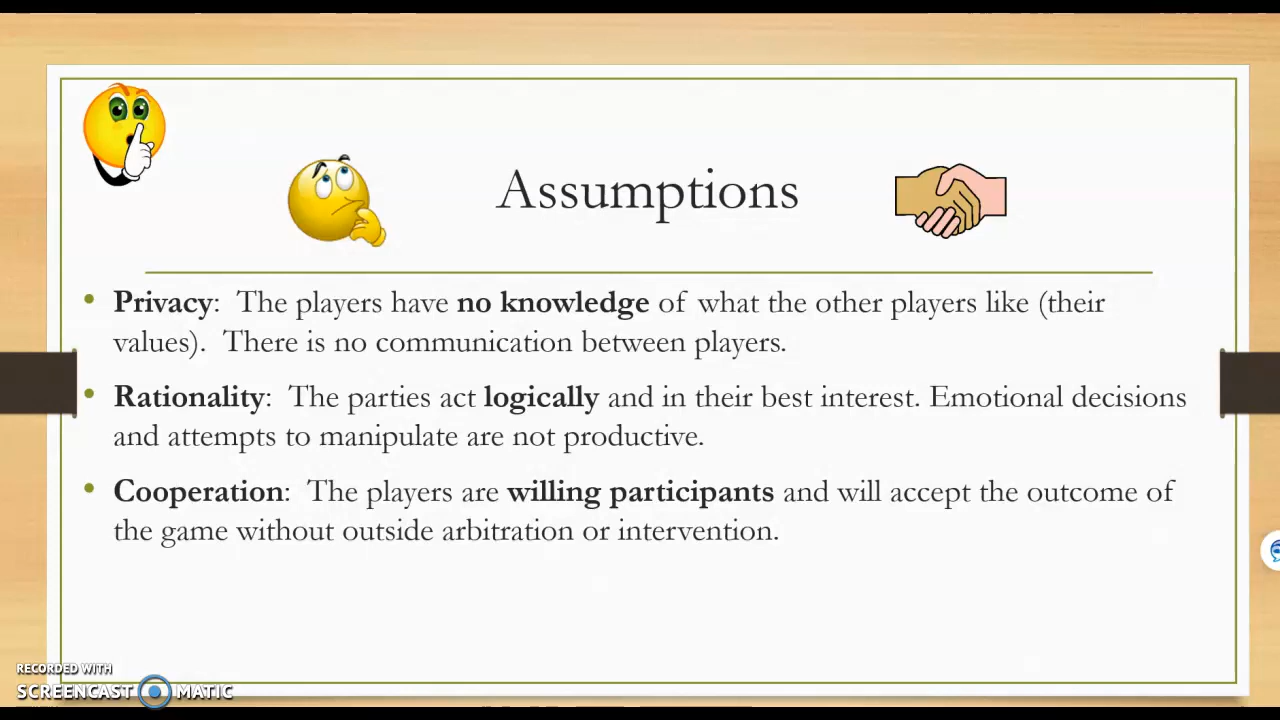 Assumptions
• Privacy:  The players have no knowledge of what the other players like (their
values).  There is no communication between players.
• Rationality:  The parties act logically and in their best interest. Emotional decisions
and attempts to manipulate are not productive.
• Cooperation:  The players are willing participants and will accept the outcome of
the game without outside arbitration or intervention.
RECORDED WITH
SCREENCAST MATIC